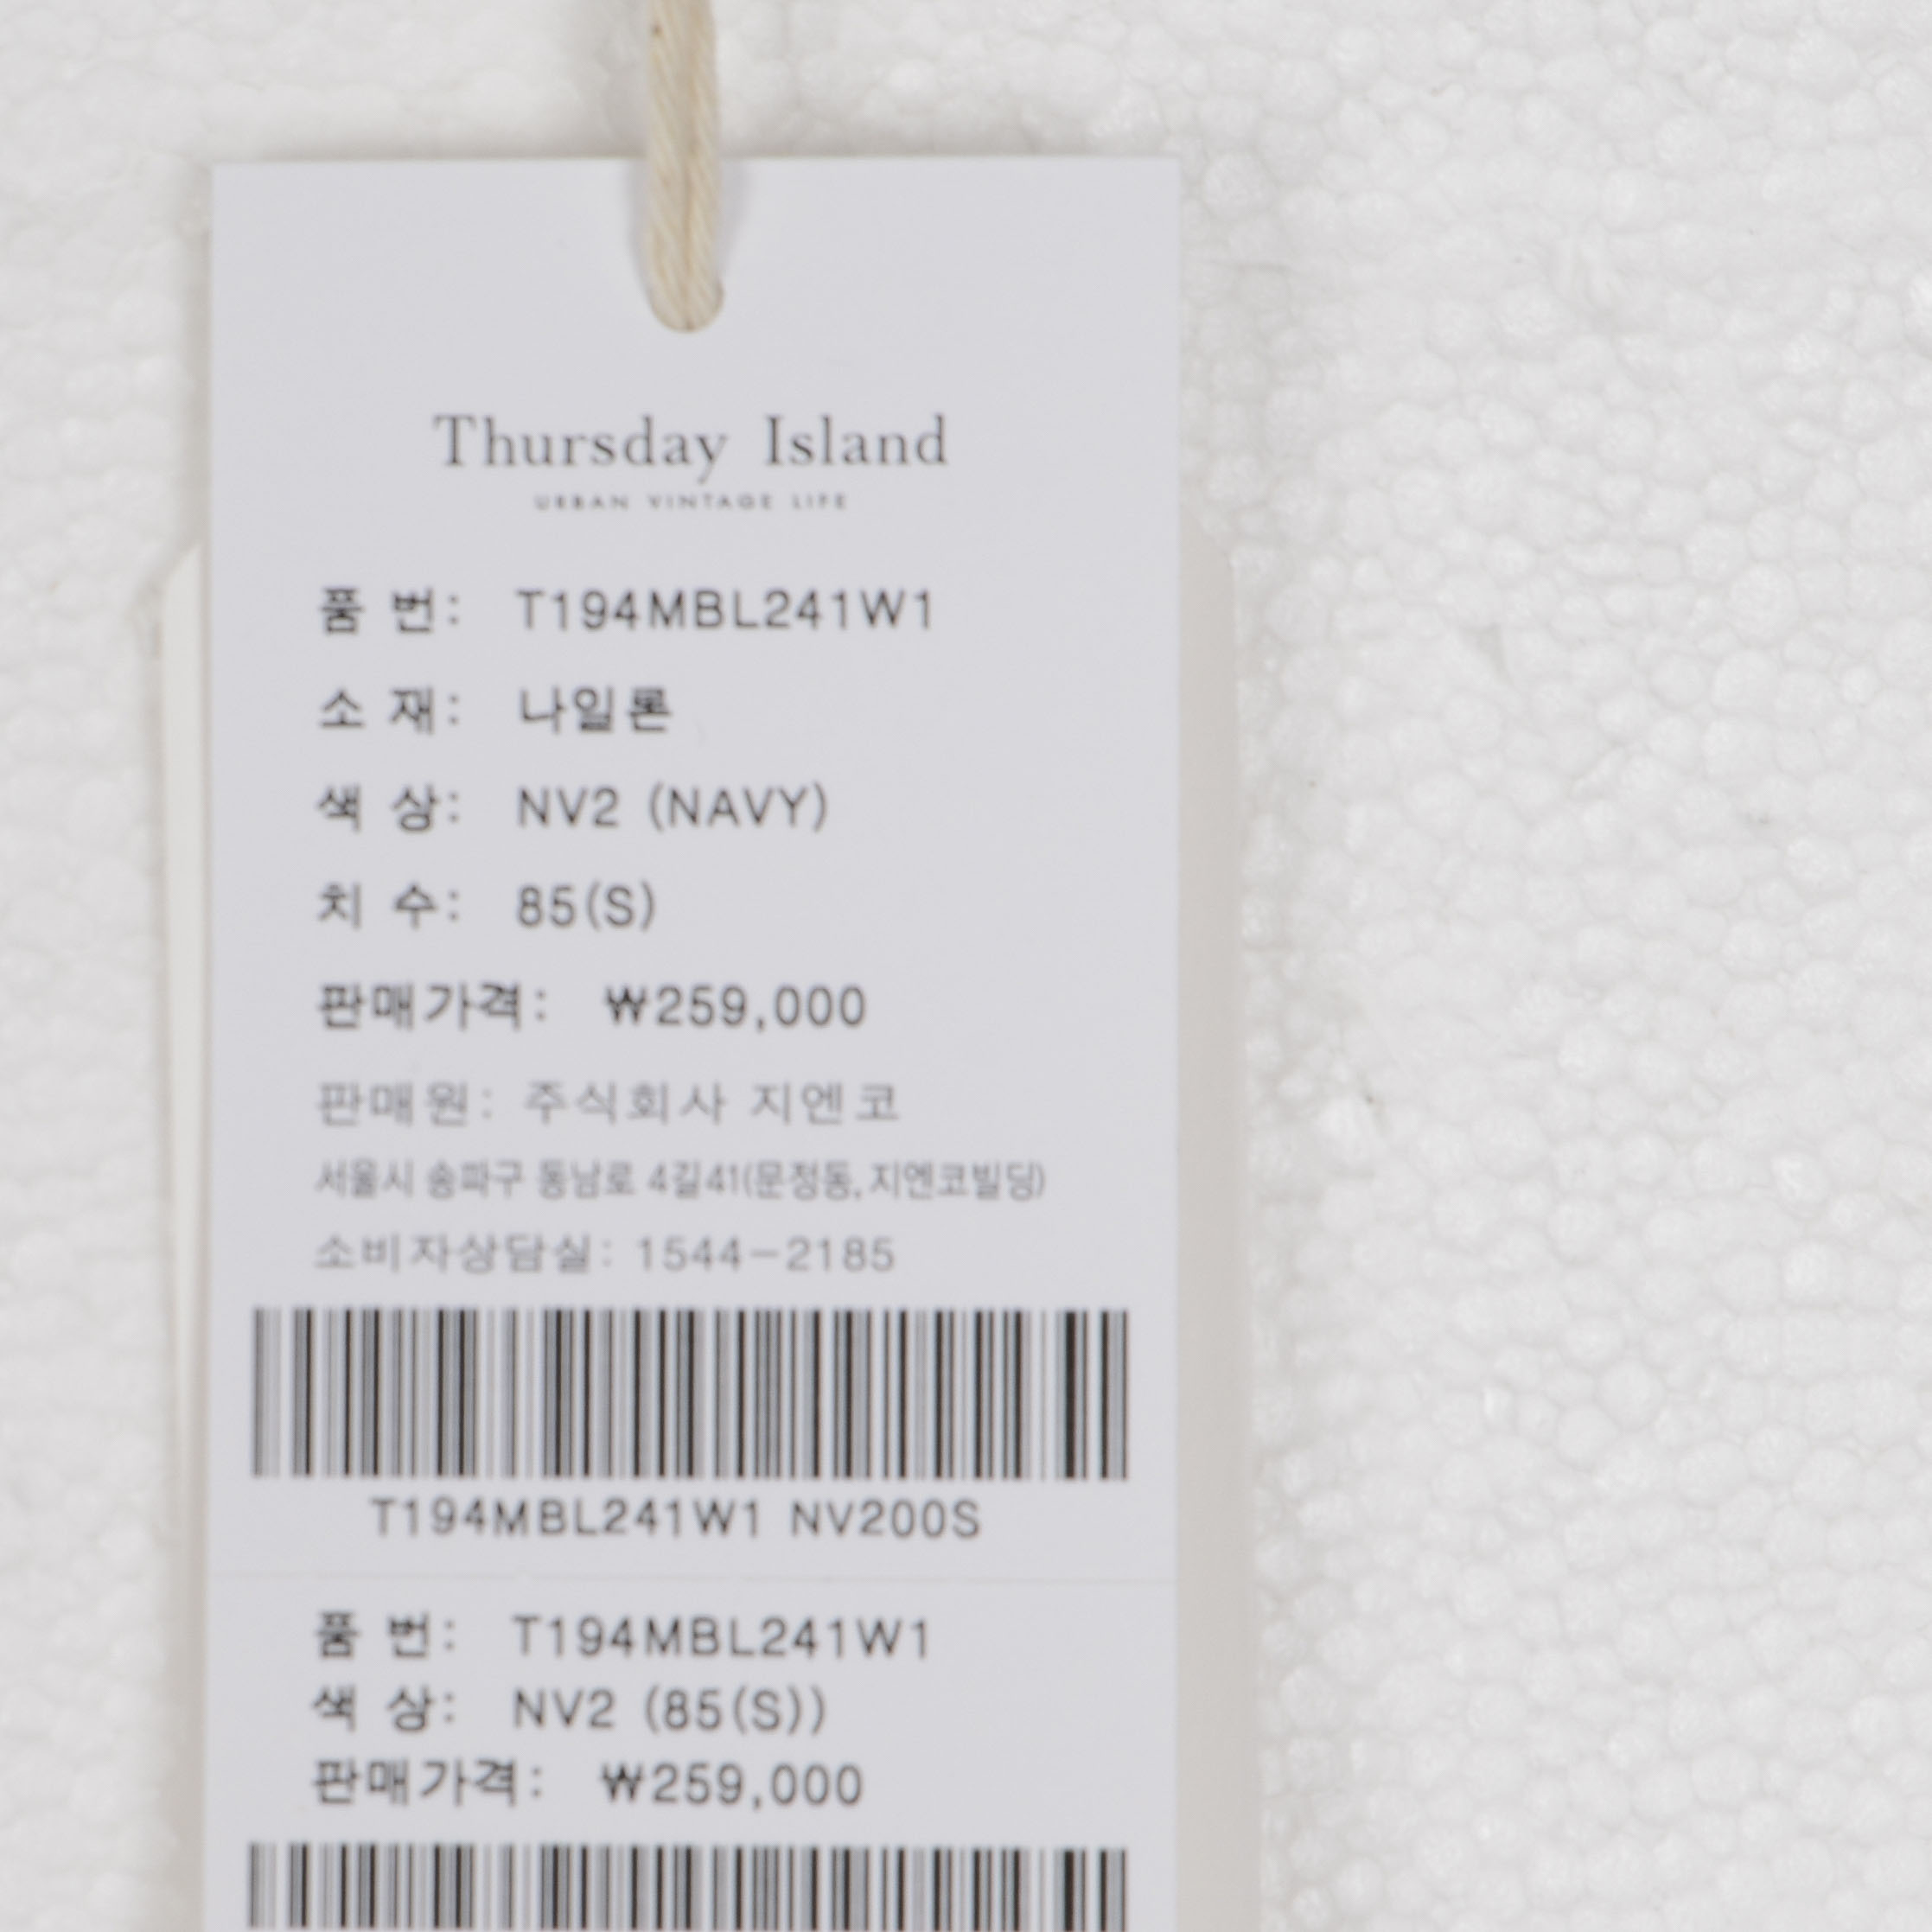 Thursday Island
URBAN VINTAGE LIFE
품 번: T194MBL241W1
소 재: 나일론
색 상: NV2 (NAVY)
치 수: 85(S)
판매가격: ₩259,000
판매원: 주식회사 지엔코
서울시 송파구 동남로 4길41(문정동, 지엔코빌딩)
소비자상담실: 1544-2185
T194MBL241W1 NV200S
품 번: T194MBL241W1
색 상: NV2 (85(S))
판매가격: ₩259,000